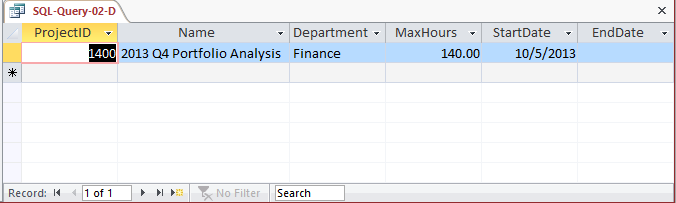 SQL-Query-02-D
ProjectID Name Department MaxHours StartDate EndDate
1400 2013 Q4 Portfolio Analysis Finance 140.00 10/5/2013
Record: 1 of 1 No Filter Search